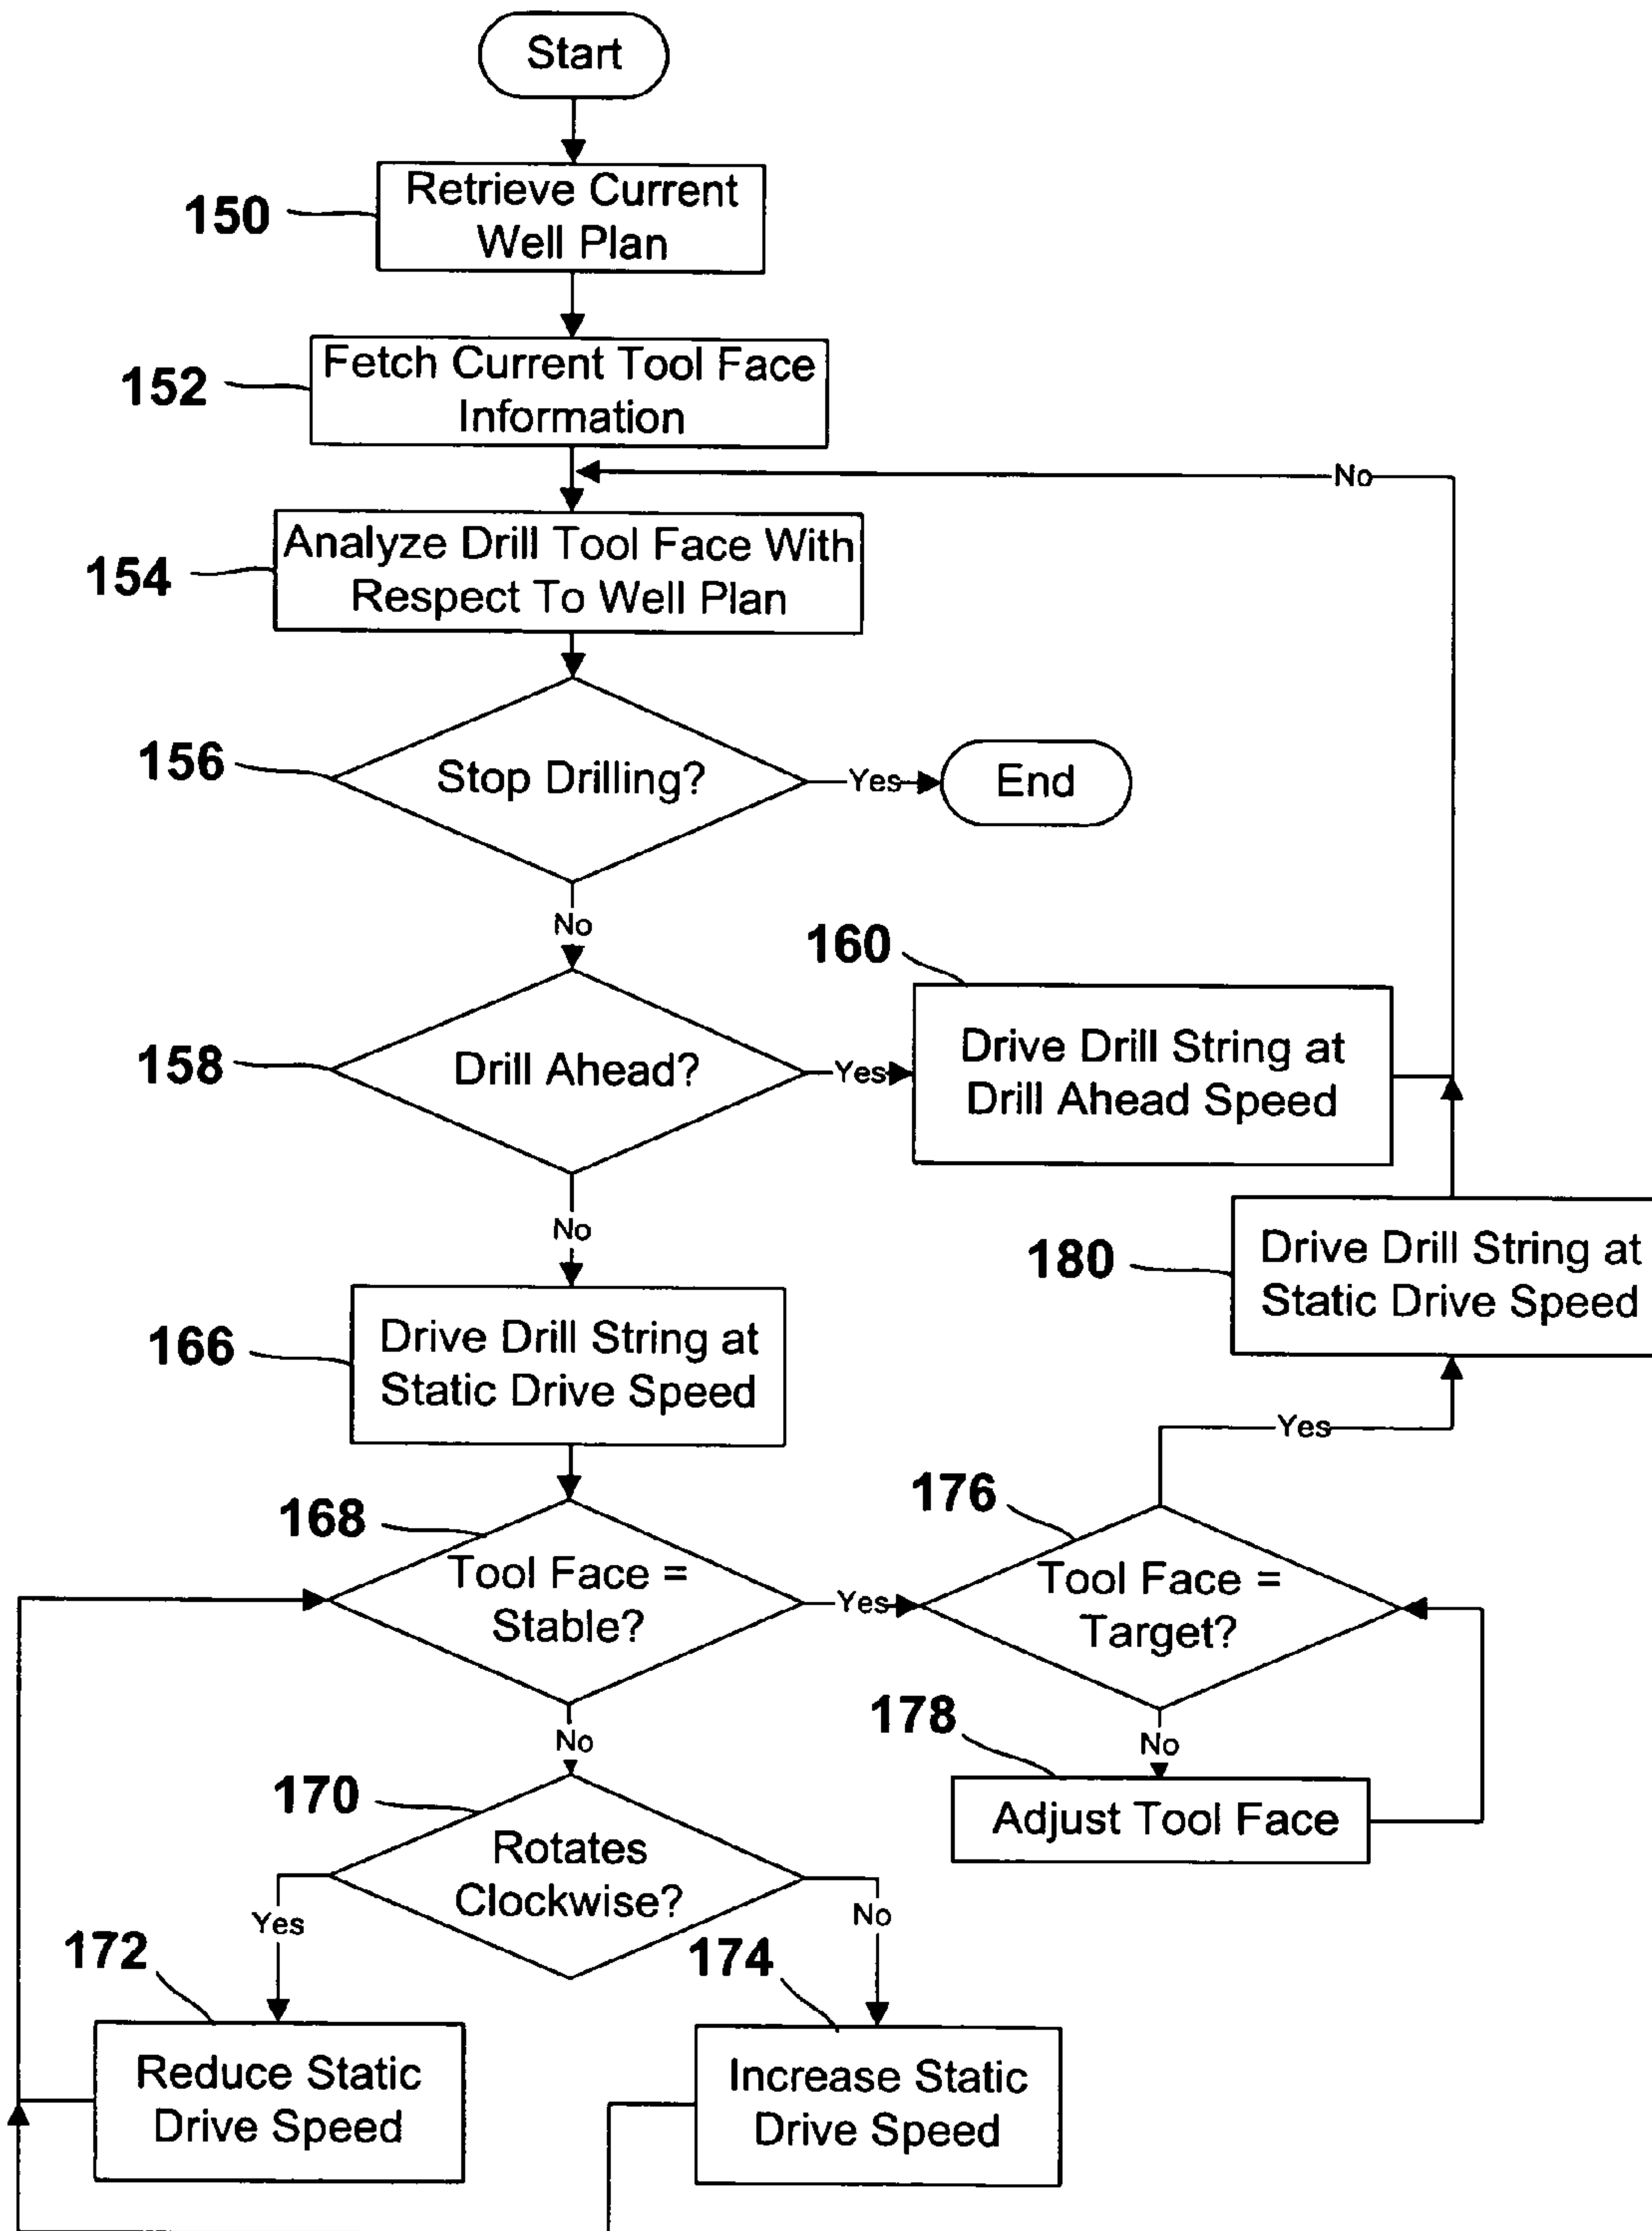 Start
150
Retrieve Current
Well Plan
152
Fetch Current Tool Face
Information
No
154
Analyze Drill Tool Face With
Respect To Well Plan
156
Stop Drilling?
Yes
End
No
158
Drill Ahead?
Yes
160
Drive Drill String at
Drill Ahead Speed
No
180
Drive Drill String at
Static Drive Speed
166
Drive Drill String at
Static Drive Speed
Yes
168
Tool Face =
Stable?
Yes
176
Tool Face =
Target?
No
178
No
Adjust Tool Face
170
Rotates
Clockwise?
Yes
No
172
Reduce Static
Drive Speed
174
Increase Static
Drive Speed